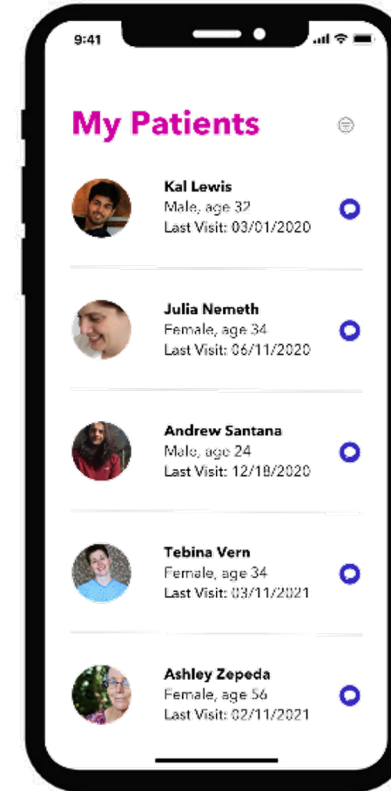 9:41
My Patients
Kal Lewis
Male, age 32
Last Visit: 03/01/2020
Julia Nemeth
Female, age 34
Last Visit: 06/11/2020
Andrew Santana
Male, age 24
Last Visit: 12/18/2020
Tebina Vern
Female, age 34
Last Visit: 03/11/2021
Ashley Zepeda
Female, age 56
Last Visit: 02/11/2021